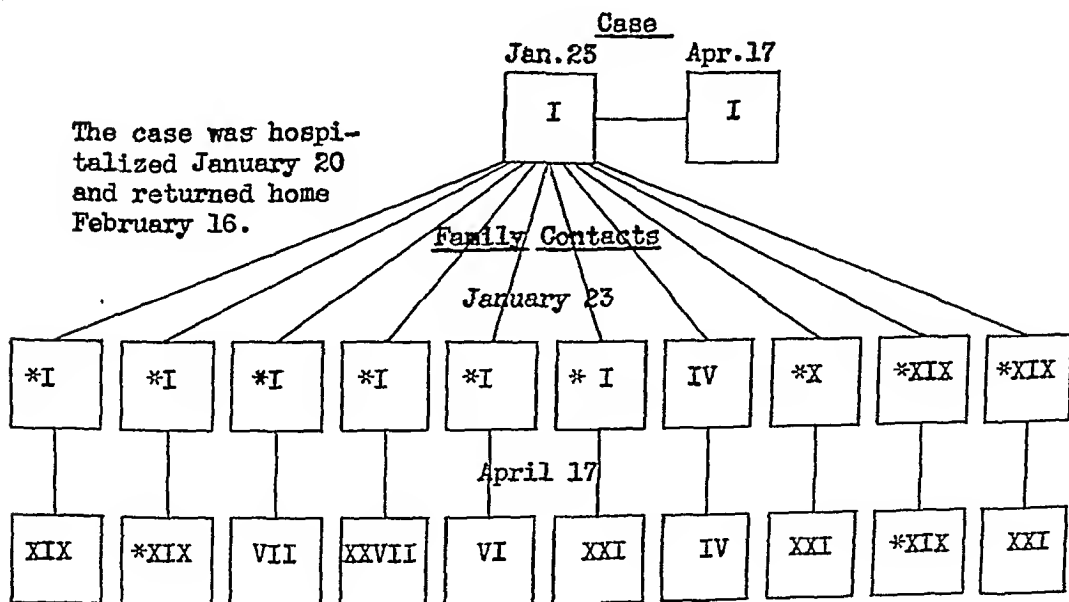 Case
Jan.23 Apr.17
I I
The case was hospi-
talized January 20
and returned home
February 16.
Family Contacts
January 23
*I *I *I *I *I * I IV *X *XIX *XIX
April 17
XIX *XIX VII XXVII VI XXI IV XXI *XIX XXI